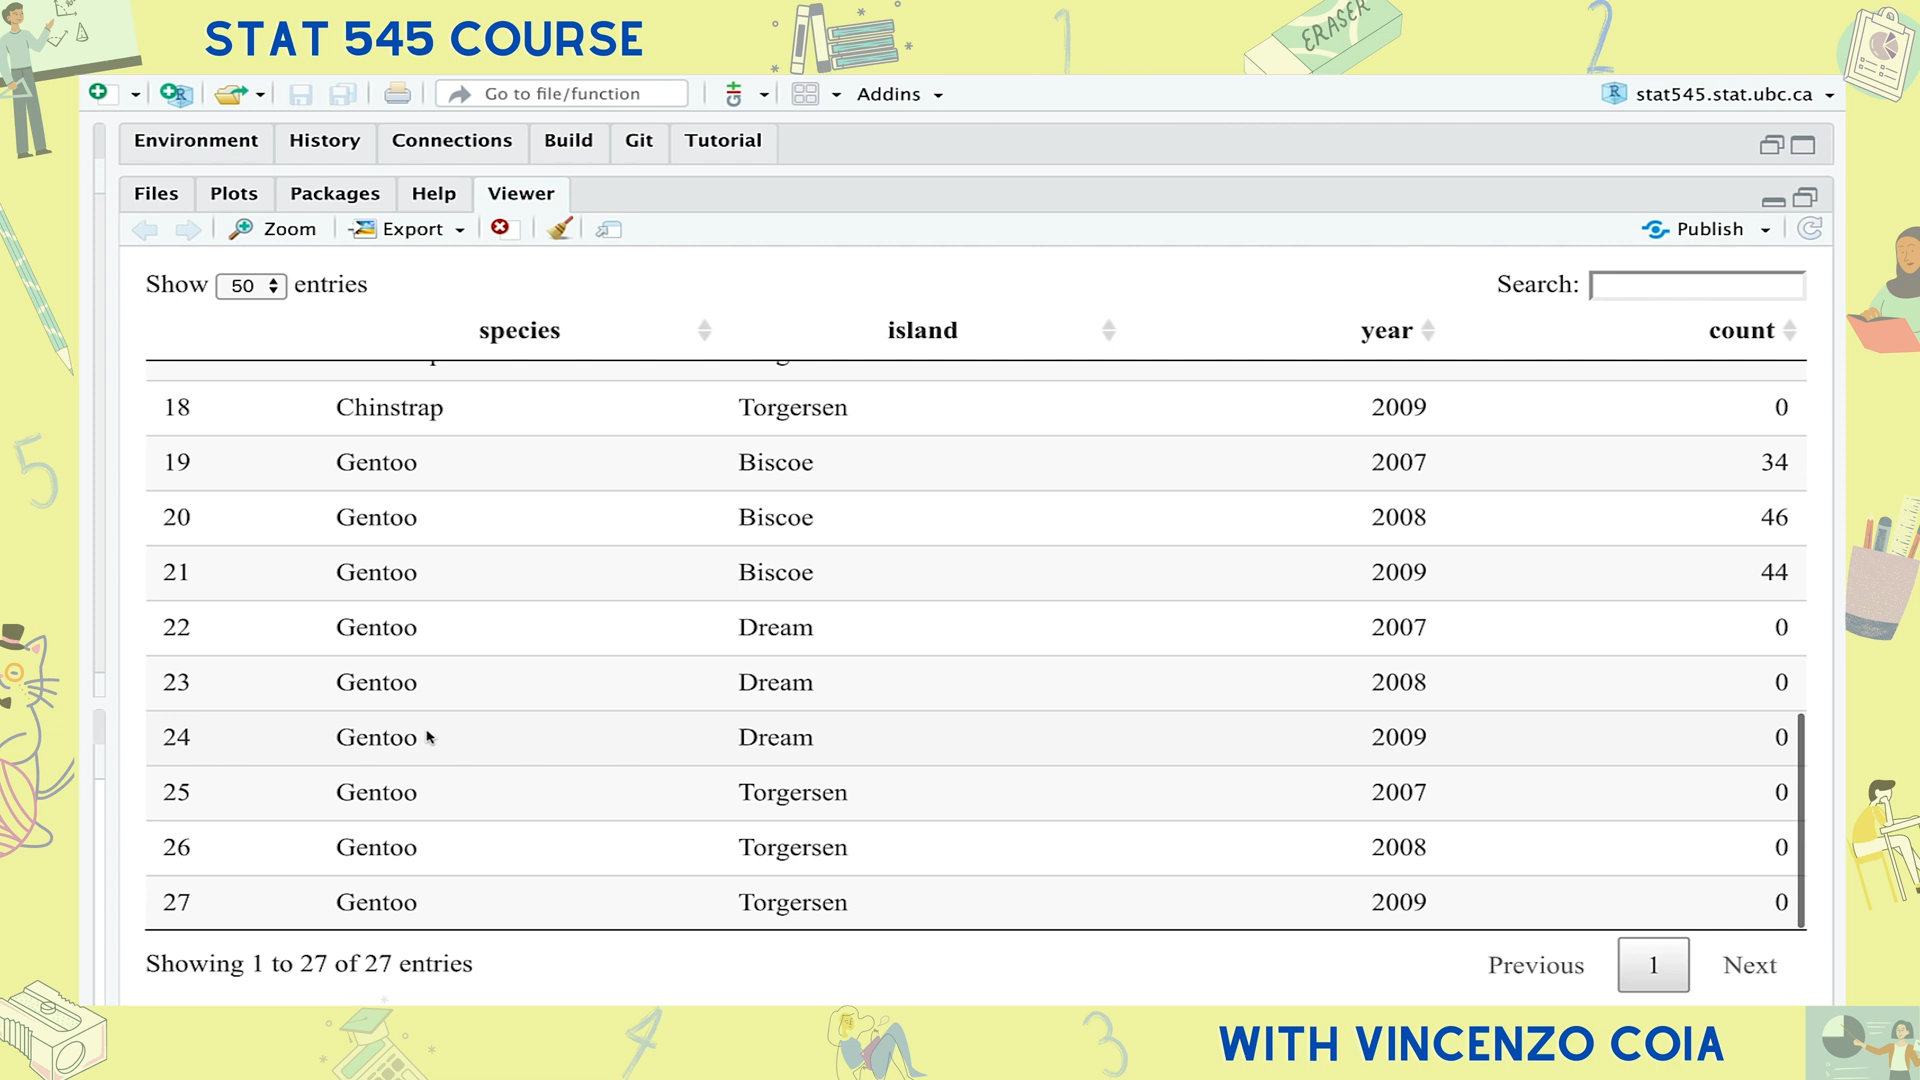 STAT 545 COURSE
ERASER
1
2
Go to file/function
Addins
stat545.stat.ubc.ca
Environment History Connections Build Git Tutorial
Files Plots Packages Help Viewer
Zoom Export Publish
Show 50 entries Search:
species island year count
18 Chinstrap Torgersen 2009 0
19 Gentoo Biscoe 2007 34
20 Gentoo Biscoe 2008 46
21 Gentoo Biscoe 2009 44
22 Gentoo Dream 2007 0
23 Gentoo Dream 2008 0
24 Gentoo Dream 2009 0
25 Gentoo Torgersen 2007 0
26 Gentoo Torgersen 2008 0
27 Gentoo Torgersen 2009 0
Showing 1 to 27 of 27 entries Previous 1 Next
5
4
3
WITH VINCENZO COIA